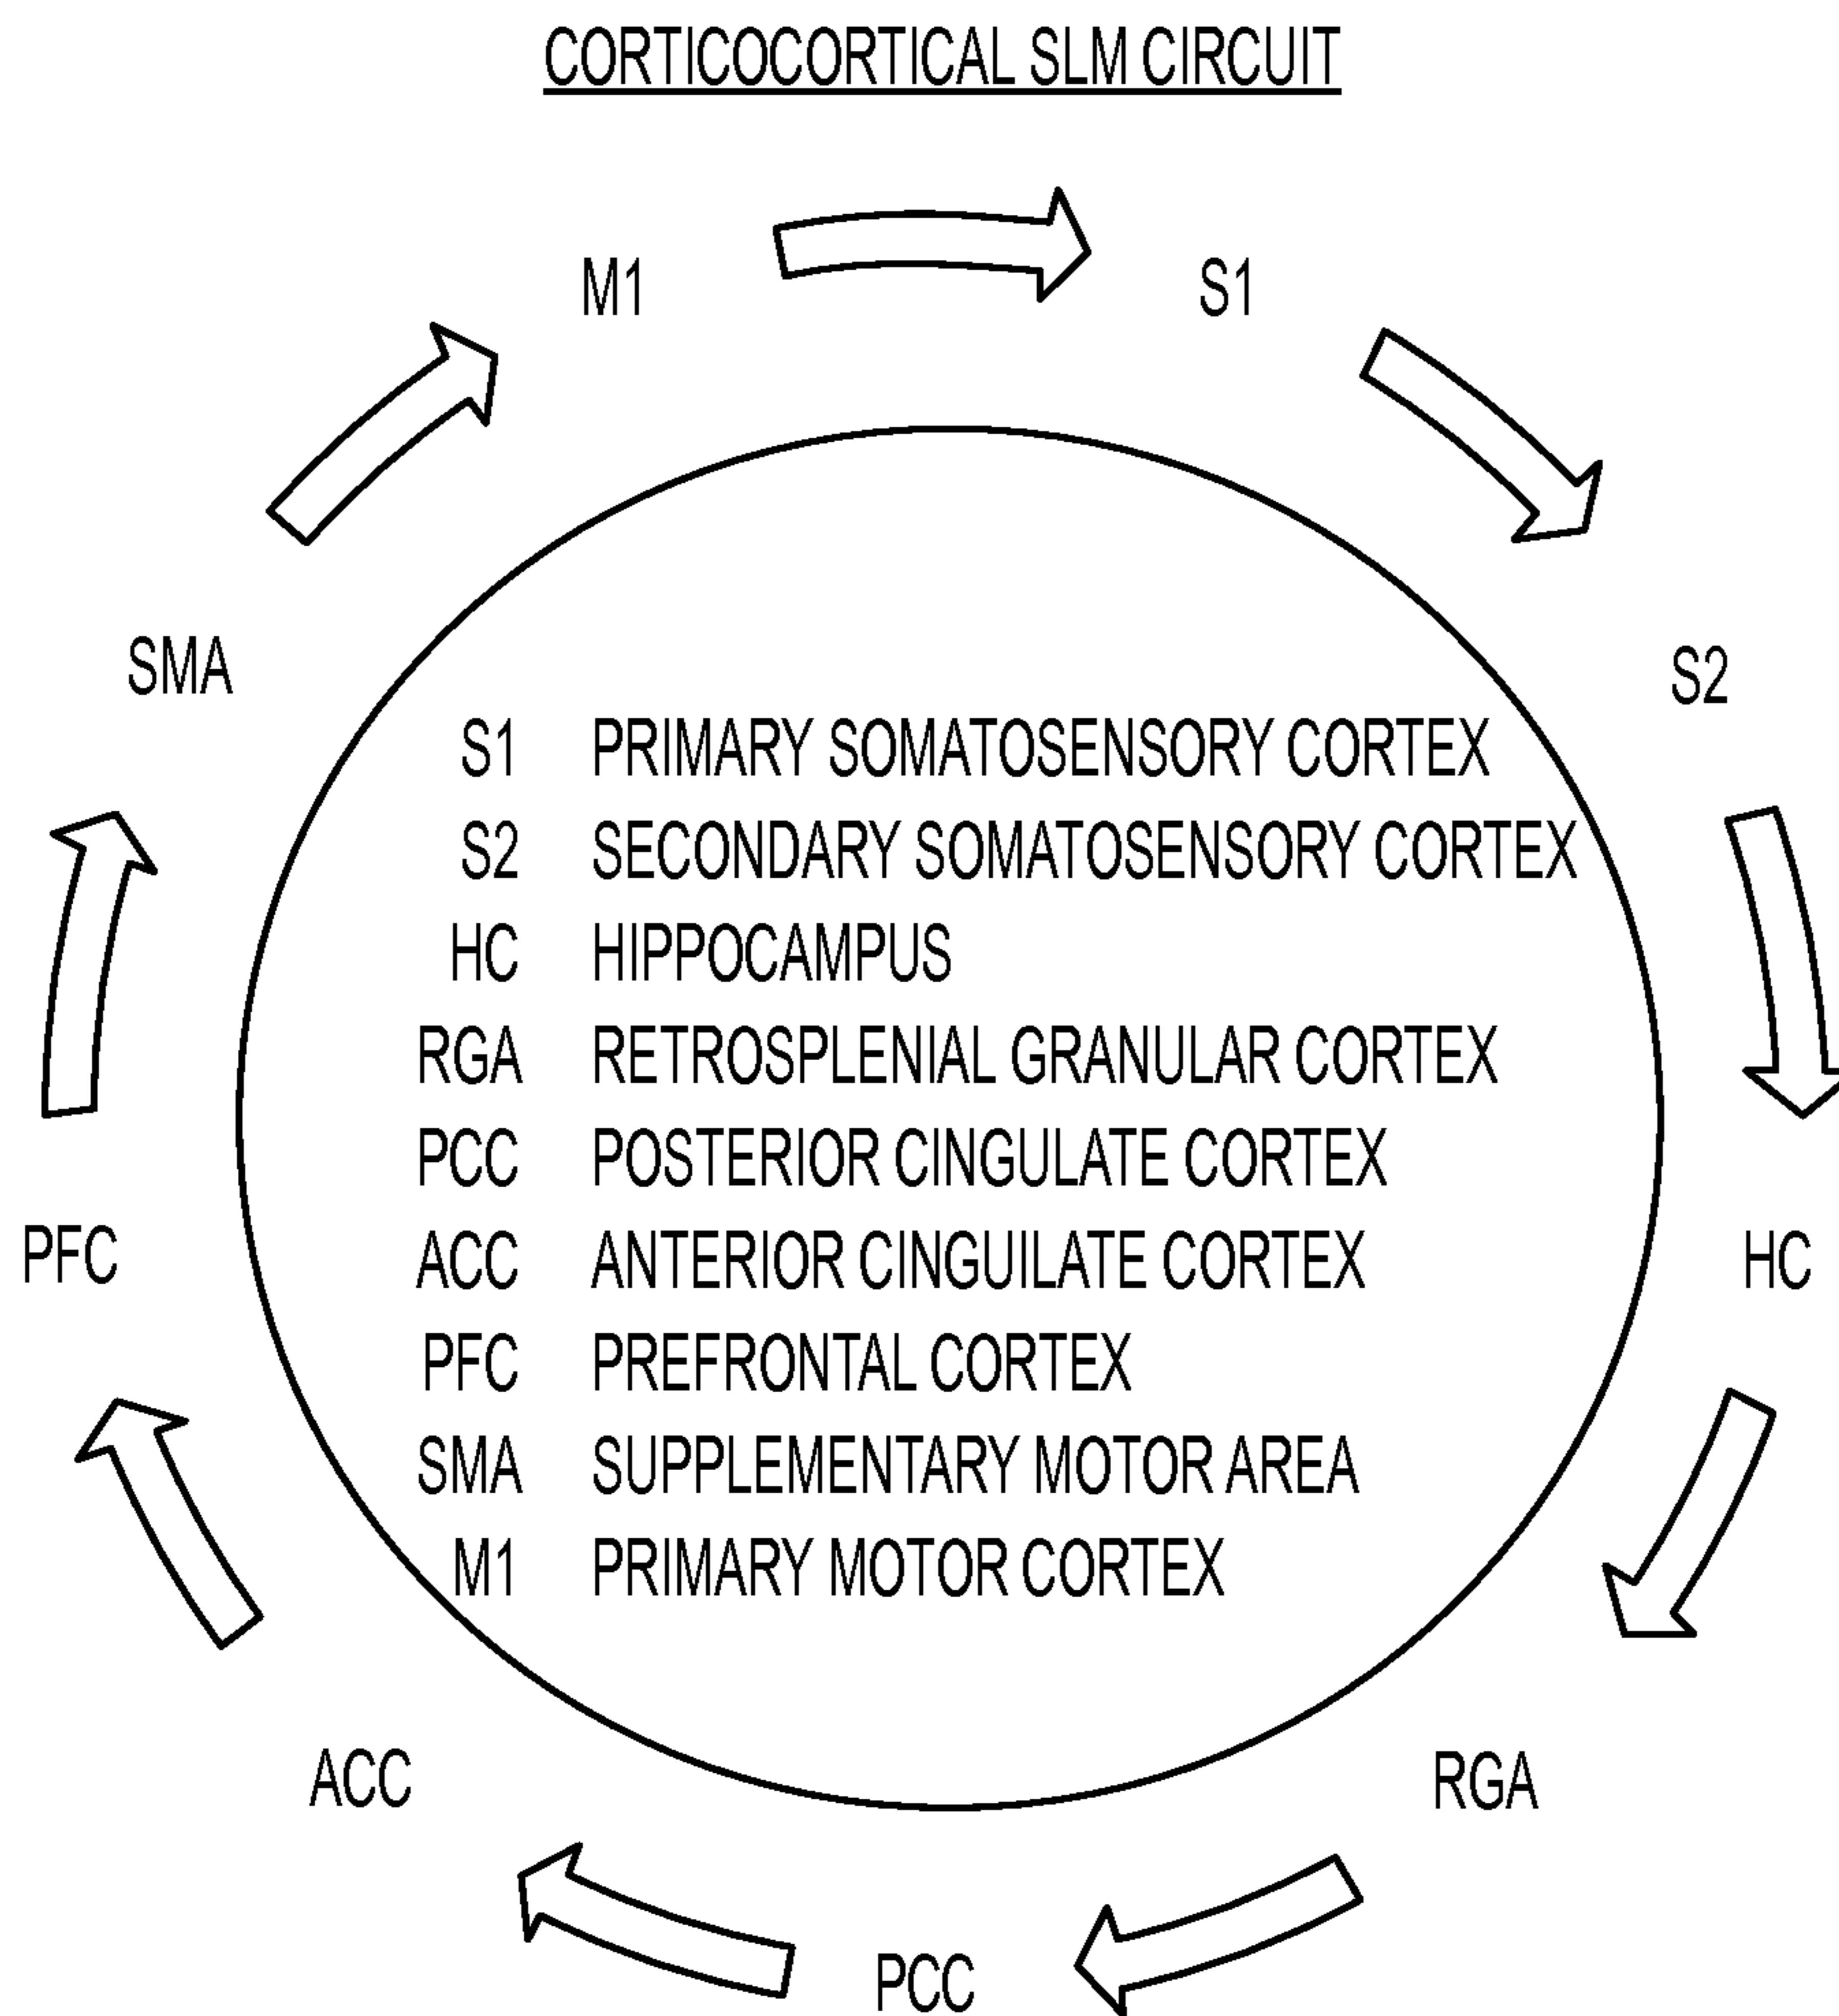 CORTICOCORTICAL SLM CIRCUIT
M1
S1
SMA
S2
S1 PRIMARY SOMATOSENSORY CORTEX
S2 SECONDARY SOMATOSENSORY CORTEX
HC HIPPOCAMPUS
RGA RETROSPLENIAL GRANULAR CORTEX
PCC POSTERIOR CINGULATE CORTEX
ACC ANTERIOR CINGUILATE CORTEX
PFC PREFRONTAL CORTEX
SMA SUPPLEMENTARY MOTOR AREA
M1 PRIMARY MOTOR CORTEX
PFC
HC
ACC
RGA
PCC